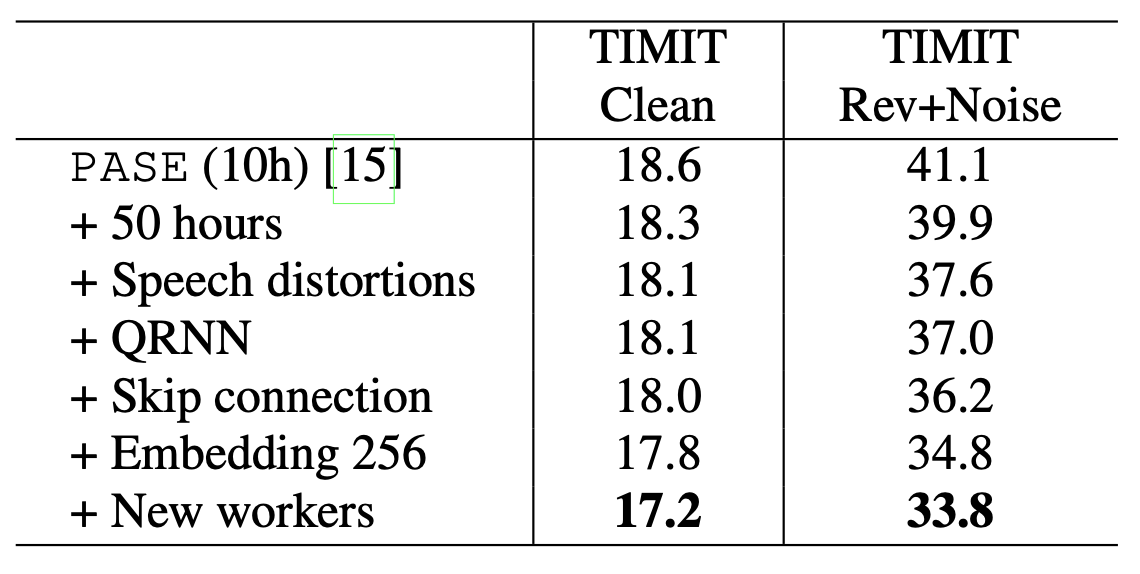 TIMIT TIMIT
Clean Rev+Noise
PASE (10h) [15] 18.6 41.1
+ 50 hours 18.3 39.9
+ Speech distortions 18.1 37.6
+ QRNN 18.1 37.0
+ Skip connection 18.0 36.2
+ Embedding 256 17.8 34.8
+ New workers 17.2 33.8